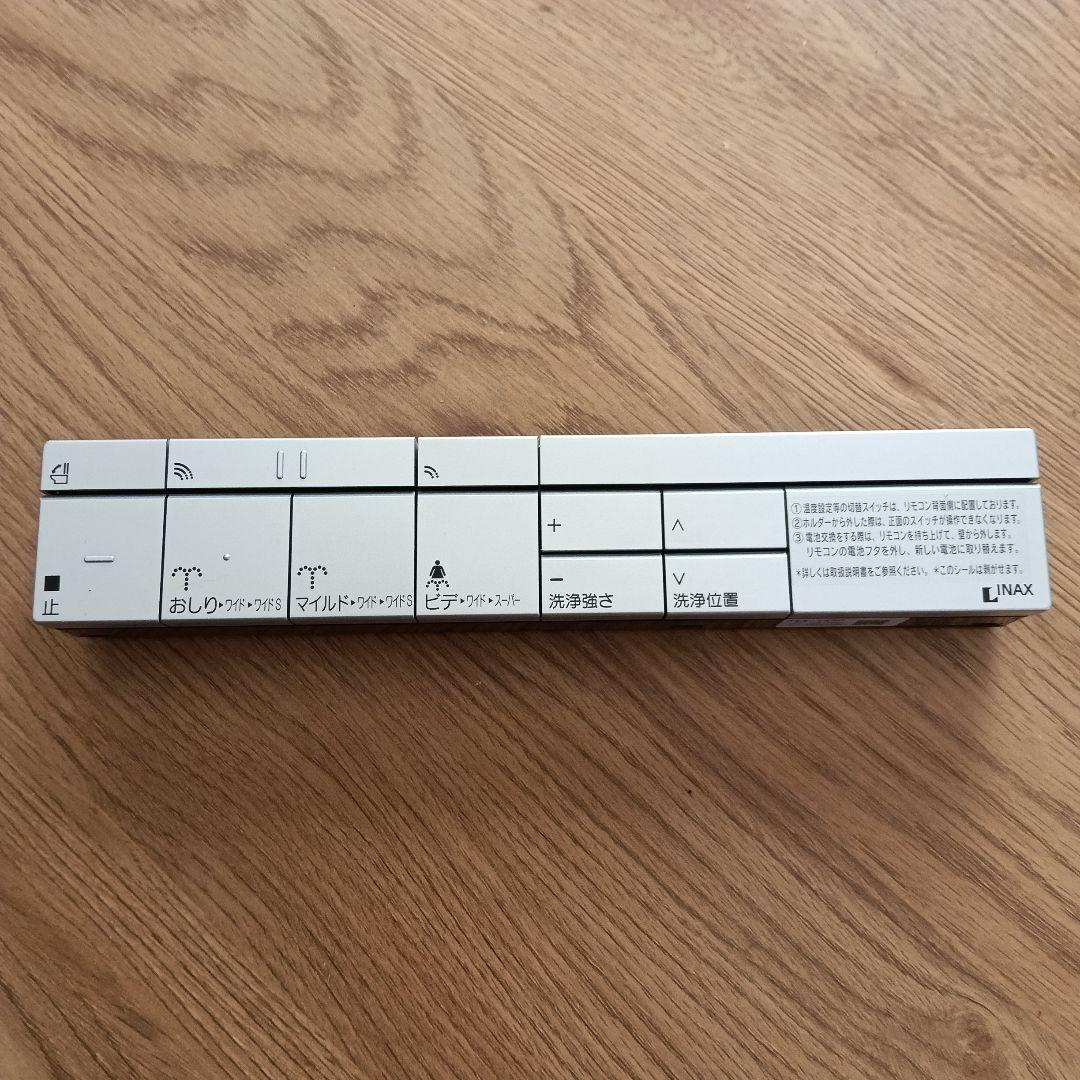 止
おしり▶ワイド▶ワイドS
マイルド▶ワイド▶ワイドS
ビデ▶ワイド▶スーパー
+
−
洗浄強さ
∧
∨
洗浄位置
①温度設定等の切替スイッチは、リモコン背面側に配置しております。
②ホルダーから外した際は、正面のスイッチが操作できなくなります。
③電池交換をする際は、リモコンを持ち上げて、壁から外します。
リモコンの電池フタを外し、新しい電池に取り替えます。
*詳しくは取扱説明書をご参照ください。*このシールは剥がせます。
INAX